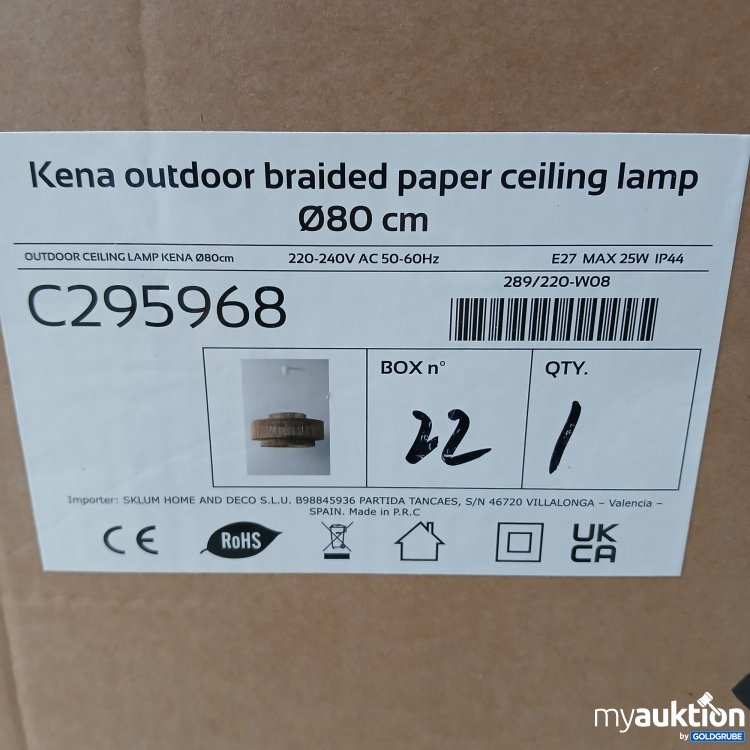 Kena outdoor braided paper ceiling lamp
Ø80 cm
OUTDOOR CEILING LAMP KENA Ø80cm 220-240V AC 50-60Hz E27 MAX 25W IP44
C295968
289/220-W08
BOX n° QTY.
22 1
Importer: SKLUM HOME AND DECO S.L.U. B98845936 PARTIDA TANCAES, S/N 46720 VILLALONGA – Valencia –
SPAIN. Made in P.R.C
CE RoHS UK
CA
myauktion
by GOLDGRUBE